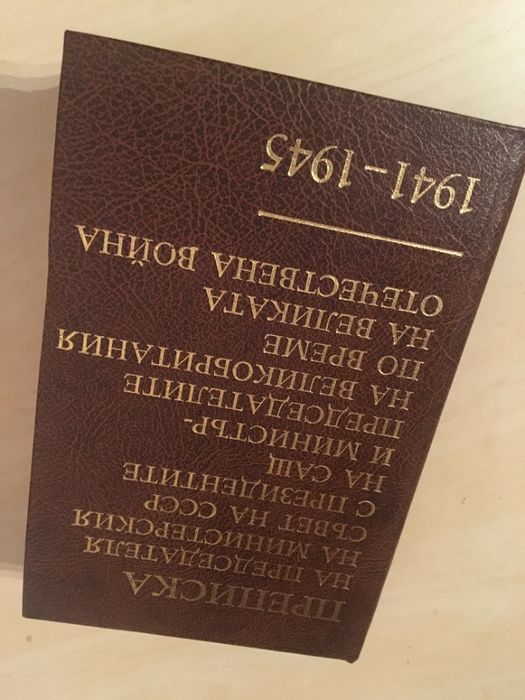 ПРЕПИСКА
НА ПРЕДСЕДАТЕЛЯ
НА МИНИСТЕРСКИЯ
СЪВЕТ НА СССР
С ПРЕЗИДЕНТИТЕ
НА САЩ
И МИНИСТЪР-
ПРЕДСЕДАТЕЛИТЕ
НА ВЕЛИКОБРИТАНИЯ
ПО ВРЕМЕ
НА ВЕЛИКАТА
ОТЕЧЕСТВЕНА ВОЙНА
1941–1945